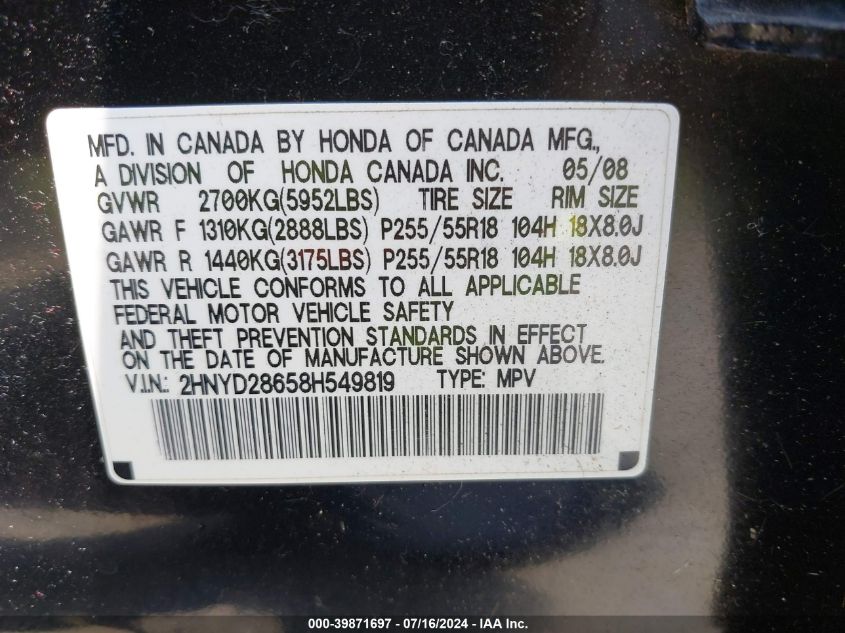 MFD. IN CANADA BY HONDA OF CANADA MFG.,
A DIVISION OF HONDA CANADA INC. 05/08
GVWR 2700KG(5952LBS) TIRE SIZE RIM SIZE
GAWR F 1310KG(2888LBS) P255/55R18 104H 18X8.0J
GAWR R 1440KG(3175LBS) P255/55R18 104H 18X8.0J
THIS VEHICLE CONFORMS TO ALL APPLICABLE
FEDERAL MOTOR VEHICLE SAFETY
AND THEFT PREVENTION STANDARDS IN EFFECT
ON THE DATE OF MANUFACTURE SHOWN ABOVE.
V.I.N.: 2HNYD28658H549819 TYPE: MPV
000-39871697 - 07/16/2024 - IAAI Inc.